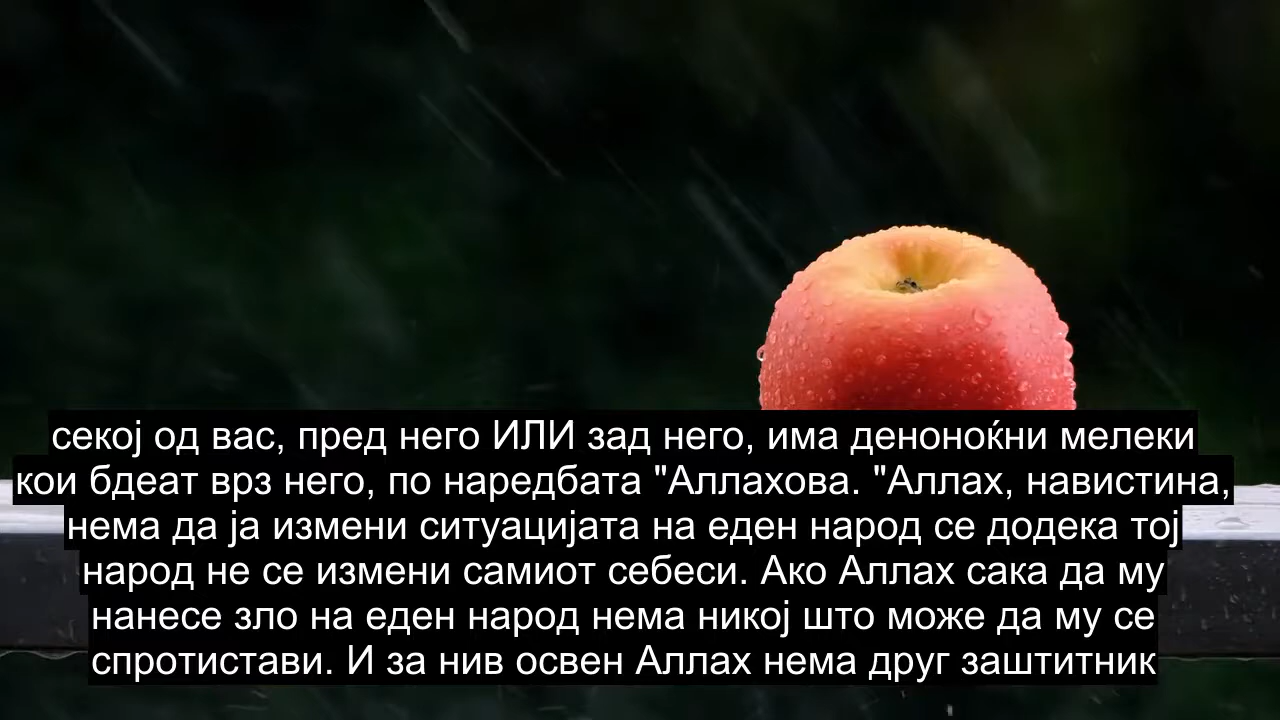 секој од вас, пред него ИЛИ зад него, има деноноќни мелеки
кои бдеат врз него, по наредбата "Аллахова. "Аллах, навистина,
нема да ја измени ситуацијата на еден народ се додека тој
народ не се измени самиот себеси. Ако Аллах сака да му
нанесе зло на еден народ нема никој што може да му се
спротистави. И за нив освен Аллах нема друг заштитник